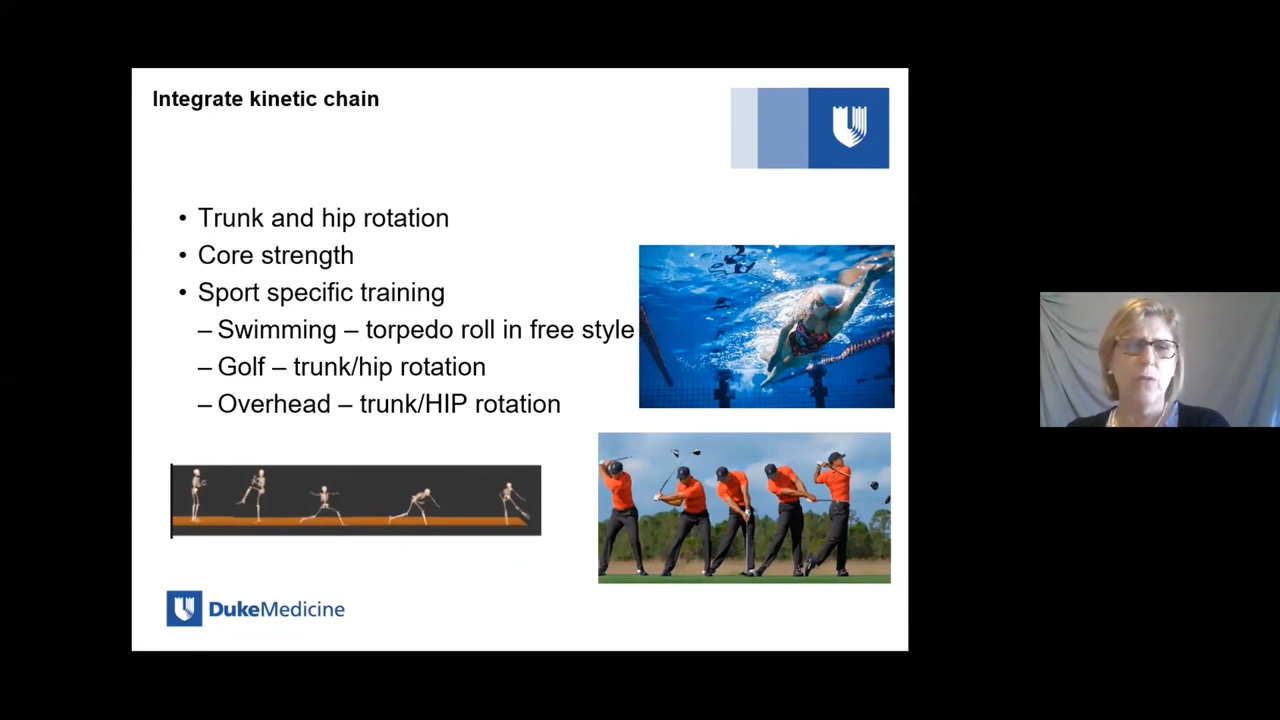 Integrate kinetic chain
• Trunk and hip rotation
• Core strength
• Sport specific training
– Swimming – torpedo roll in free style
– Golf – trunk/hip rotation
– Overhead – trunk/HIP rotation
DukeMedicine